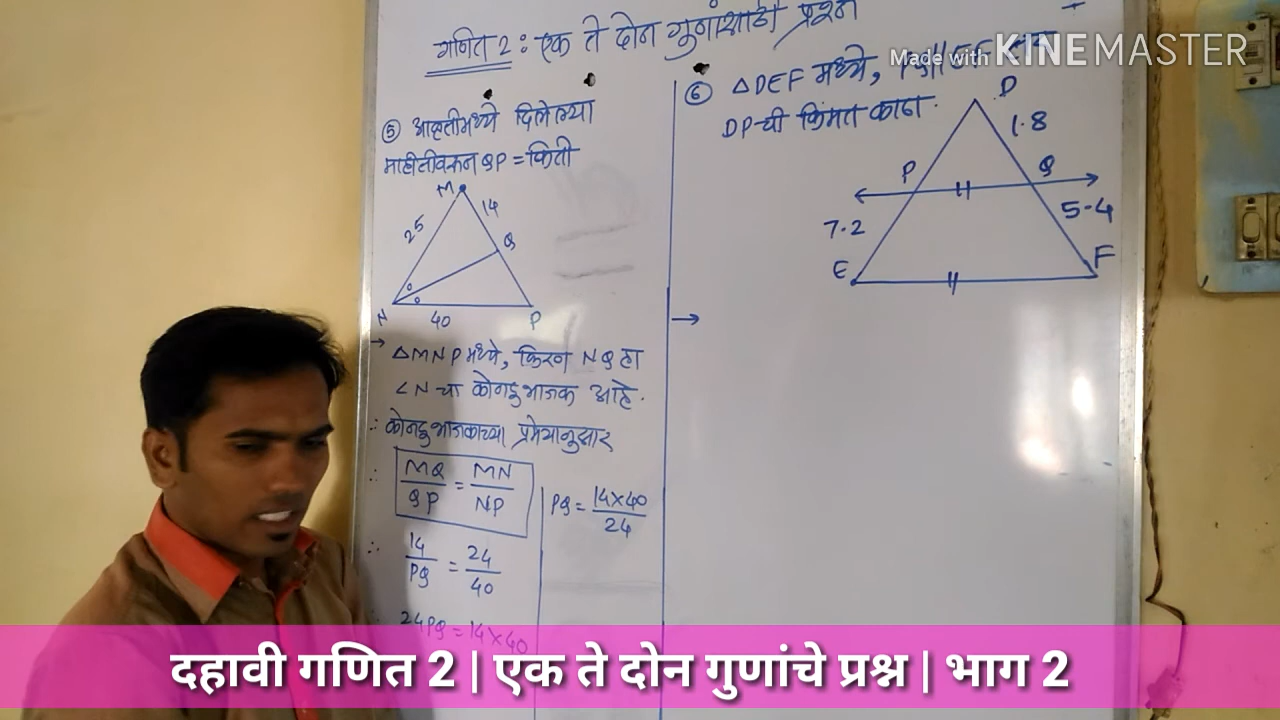 गणित 2 : एक ते दोन गुणांसाठी प्रश्न
Made with KINEMASTER
⑤ आकृतीमध्ये दिलेल्या
माहितीवरून QP = किती
M
25
14
Q
N
40
P
→ △MNP मध्ये, किरण NQ हा
∠N चा कोनदुभाजक आहे.
∴ कोनदुभाजकाच्या प्रमेयानुसार
∴ MQ/QP = MN/NP
∴ 14/PQ = 24/40
∴ 24PQ = 14×40
PQ = 14×40/24
⑥ △DEF मध्ये,
DP ची किंमत काढा.
D
1.8
P
Q
7.2
5.4
E
F
→
दहावी गणित 2 | एक ते दोन गुणांचे प्रश्न | भाग 2